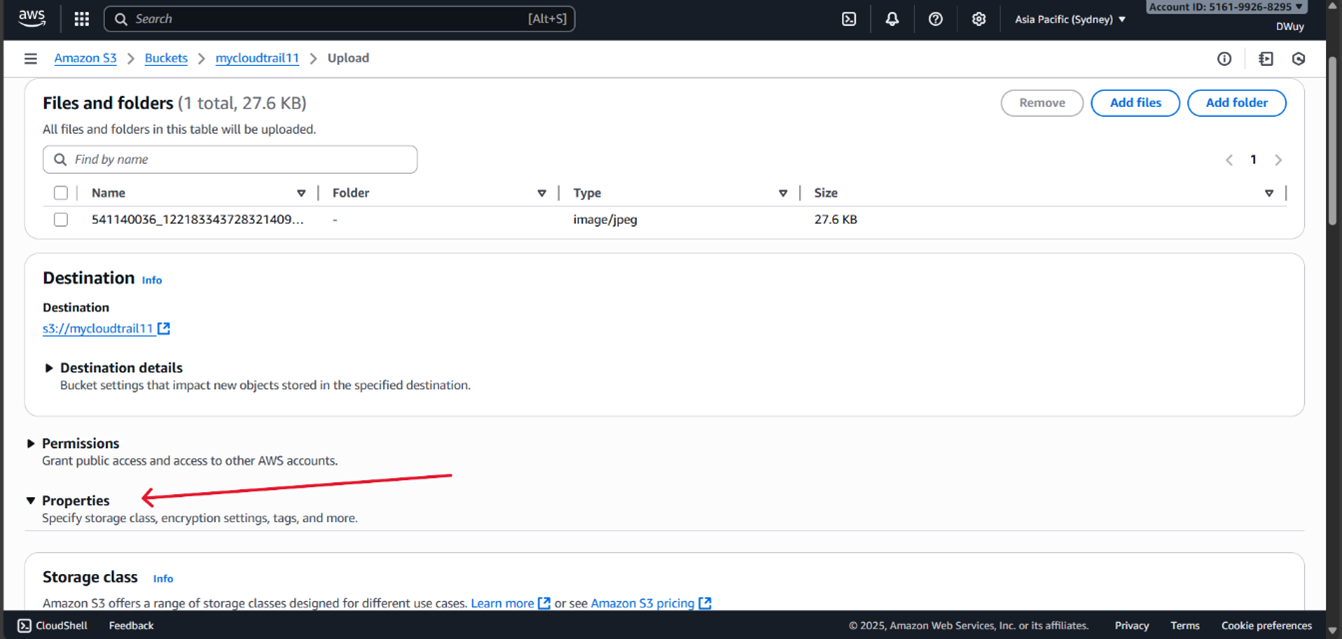 aws Search [Alt+S] Asia Pacific (Sydney) Account ID: 5161-9926-8295
DWuy
Amazon S3 > Buckets > mycloudtrail11 > Upload
Files and folders (1 total, 27.6 KB) Remove Add files Add folder
All files and folders in this table will be uploaded.
Find by name 1
Name Folder Type Size
541140036_122183343728321409... - image/jpeg 27.6 KB
Destination Info
Destination
s3://mycloudtrail11
Destination details
Bucket settings that impact new objects stored in the specified destination.
Permissions
Grant public access and access to other AWS accounts.
Properties
Specify storage class, encryption settings, tags, and more.
Storage class Info
Amazon S3 offers a range of storage classes designed for different use cases. Learn more or see Amazon S3 pricing
CloudShell Feedback © 2025, Amazon Web Services, Inc. or its affiliates. Privacy Terms Cookie preferences